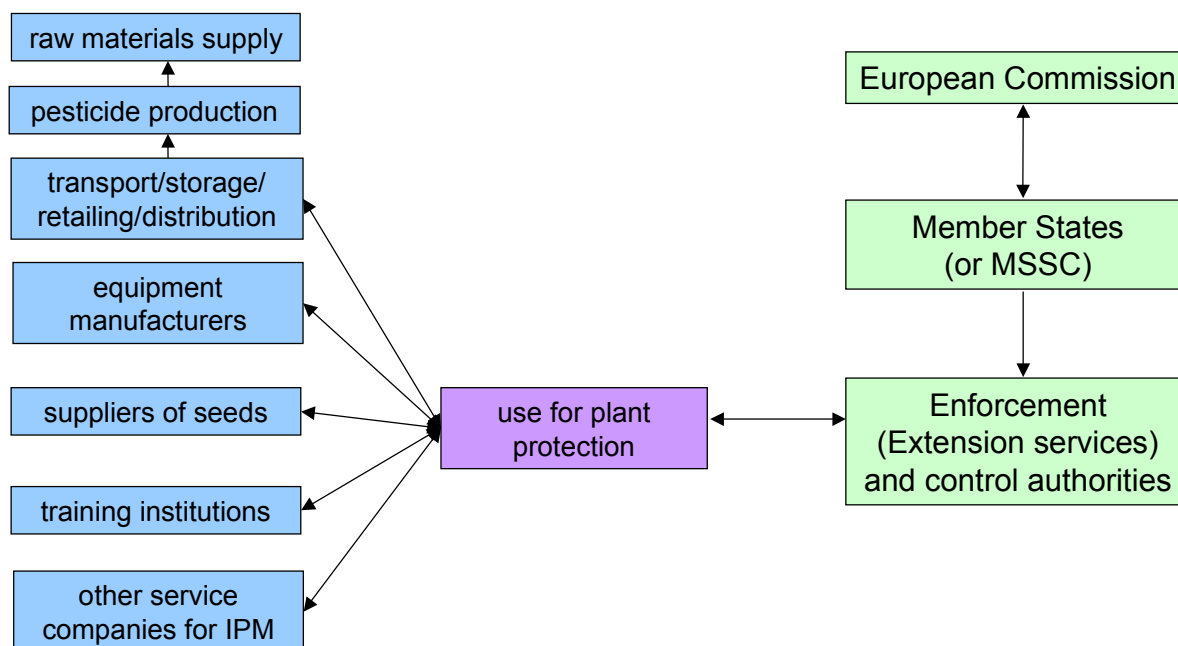 raw materials supply
pesticide production
transport/storage/
retailing/distribution
equipment
manufacturers
suppliers of seeds
training institutions
other service
companies for IPM
use for plant
protection
European Commission
Member States
(or MSSC)
Enforcement
(Extension services)
and control authorities